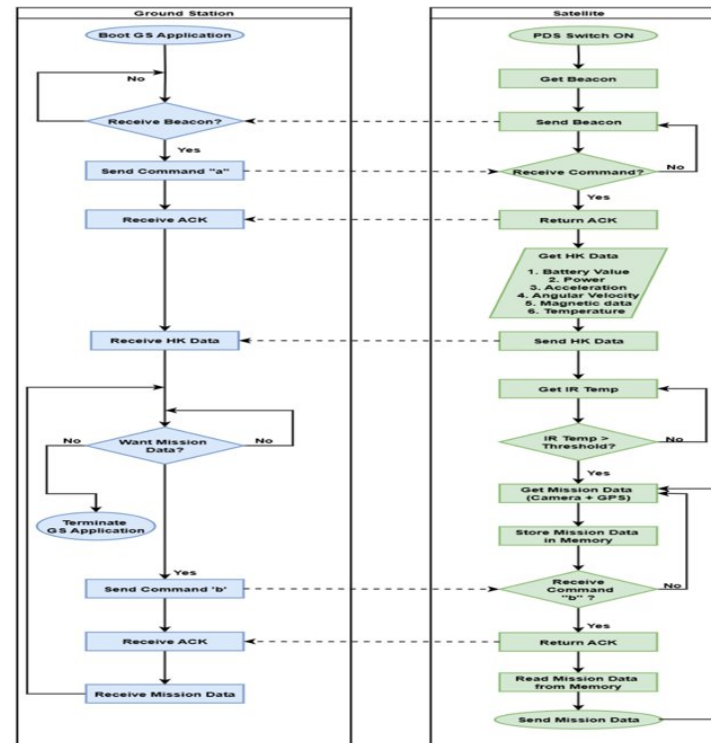 Ground Station
Boot GS Application
No
Receive Beacon?
Yes
Send Command "a"
Receive ACK
Receive HK Data
No
Want Mission
Data?
No
Terminate
GS Application
Yes
Send Command 'b'
Receive ACK
Receive Mission Data
Satellite
PDS Switch ON
Get Beacon
Send Beacon
Receive Command?
No
Yes
Return ACK
Get HK Data
1. Battery Value
2. Power
3. Acceleration
4. Angular Velocity
5. Magnetic data
6. Temperature
Send HK Data
Get IR Temp
IR Temp >
Threshold?
No
Yes
Get Mission Data
(Camera + GPS)
Store Mission Data
in Memory
Receive
Command
"b" ?
No
Yes
Return ACK
Read Mission Data
from Memory
Send Mission Data